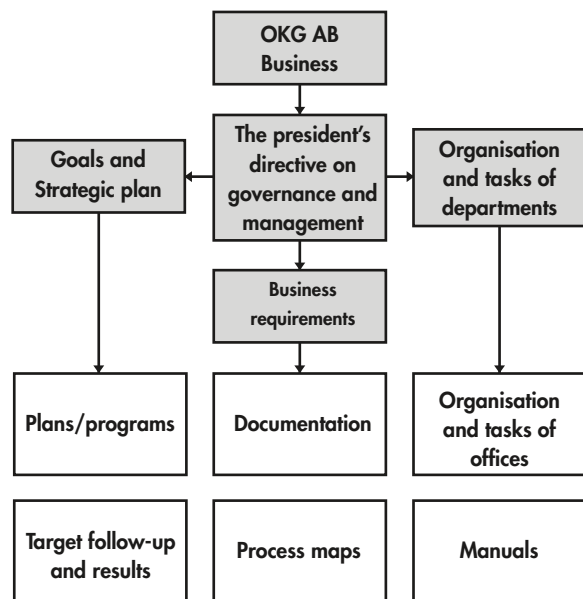 OKG AB
Business
The president's
directive on
governance and
management
Goals and
Strategic plan
Organisation
and tasks of
departments
Business
requirements
Plans/programs
Documentation
Organisation
and tasks of
offices
Target follow-up
and results
Process maps
Manuals